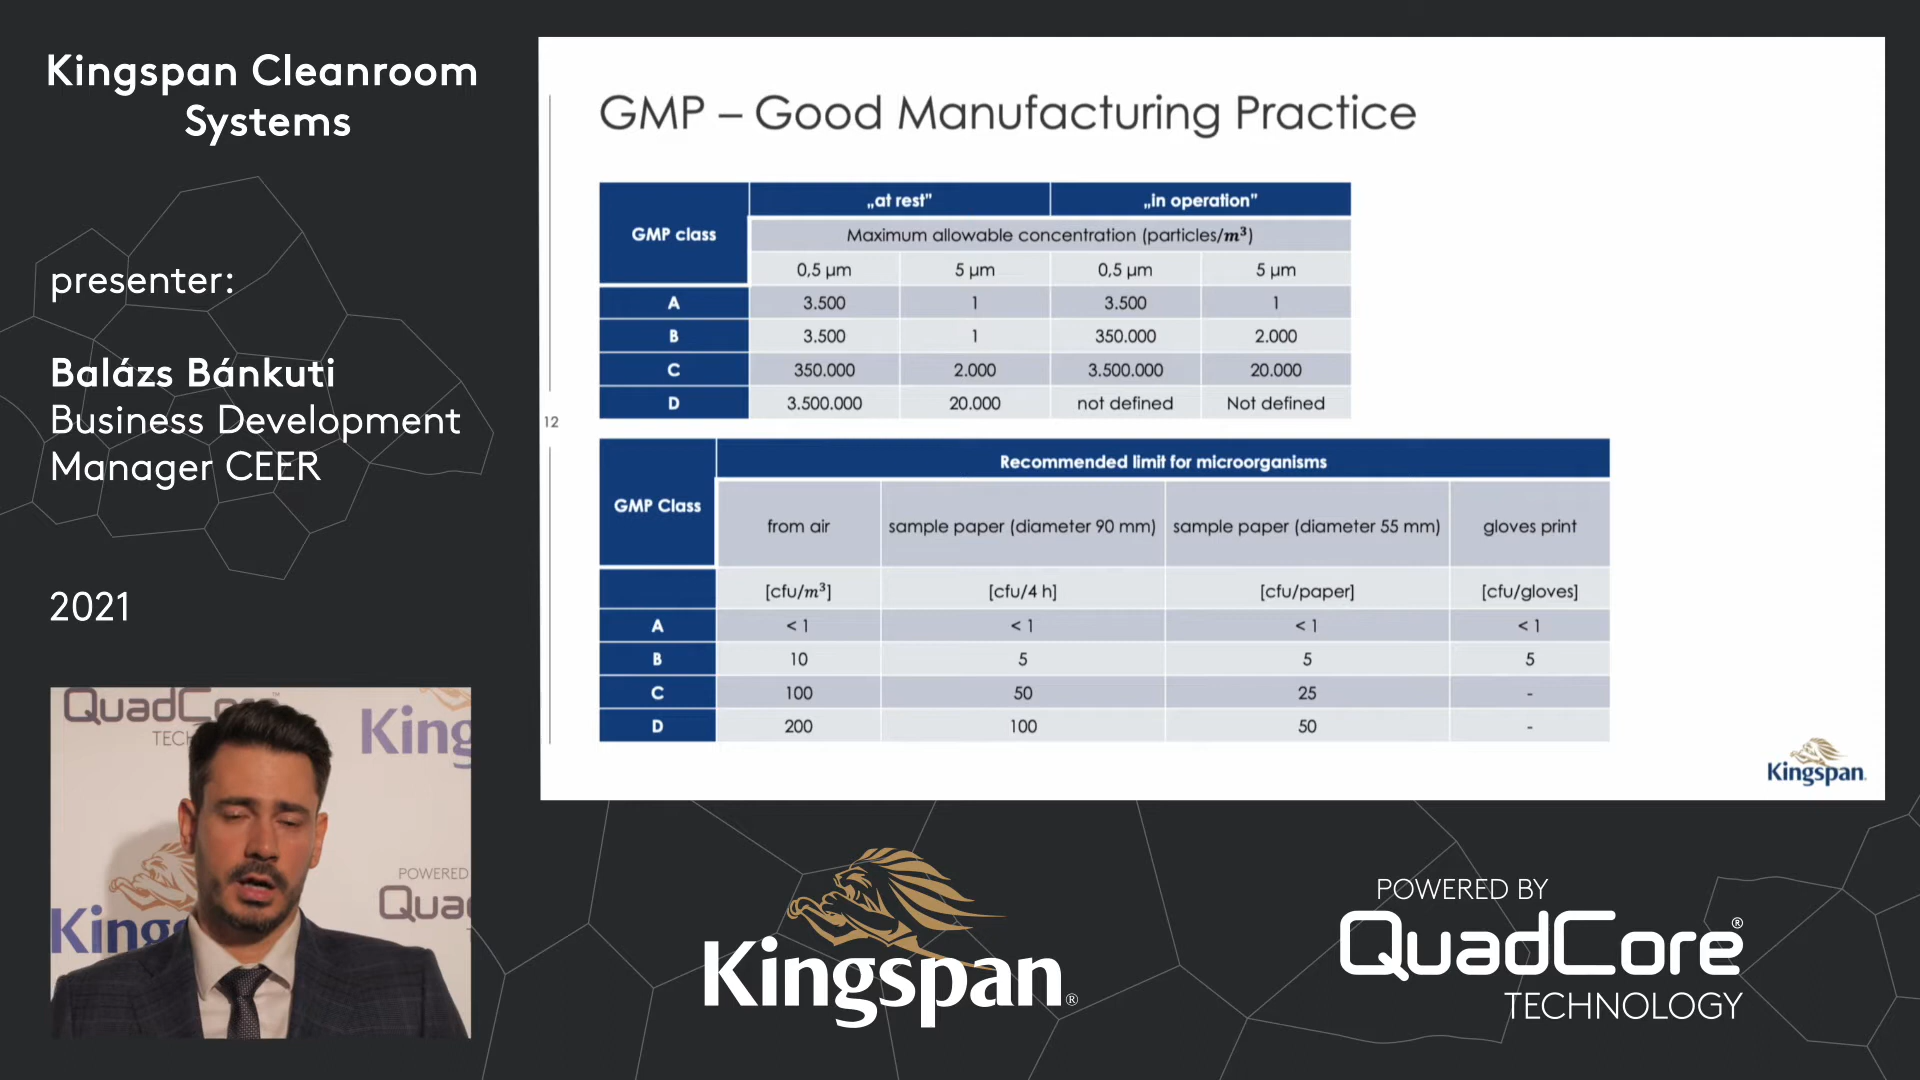 Kingspan Cleanroom
Systems
presenter:
Balázs Bánkuti
Business Development
Manager CEER
2021
GMP – Good Manufacturing Practice
GMP class „at rest” „in operation”
Maximum allowable concentration (particles/m³)
0,5 µm 5 µm 0,5 µm 5 µm
A 3.500 1 3.500 1
B 3.500 1 350.000 2.000
C 350.000 2.000 3.500.000 20.000
D 3.500.000 20.000 not defined Not defined
12
GMP Class Recommended limit for microorganisms
from air sample paper (diameter 90 mm) sample paper (diameter 55 mm) gloves print
[cfu/m³] [cfu/4 h] [cfu/paper] [cfu/gloves]
A < 1 < 1 < 1 < 1
B 10 5 5 5
C 100 50 25 -
D 200 100 50 -
Kingspan.
QuadCo
TECH
King
POWERED
Qua
Kings
Kingspan®
POWERED BY
QuadCore®
TECHNOLOGY